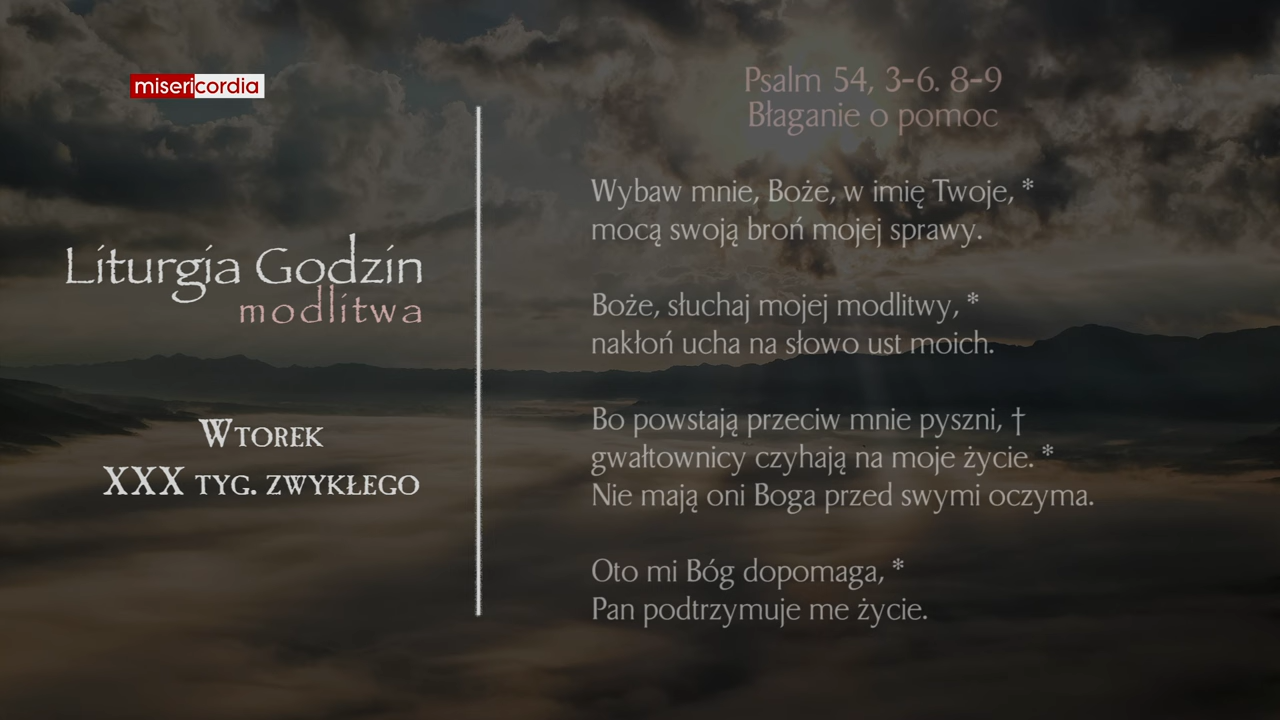 misericordia
Liturgia Godzin
modlitwa
Wtorek
XXX tyg. zwykłego
Psalm 54, 3-6. 8-9
Błaganie o pomoc
Wybaw mnie, Boże, w imię Twoje, *
mocą swoją broń mojej sprawy.
Boże, słuchaj mojej modlitwy, *
nakłoń ucha na słowo ust moich.
Bo powstają przeciw mnie pyszni, †
gwałtownicy czyhają na moje życie. *
Nie mają oni Boga przed swymi oczyma.
Oto mi Bóg dopomaga, *
Pan podtrzymuje me życie.